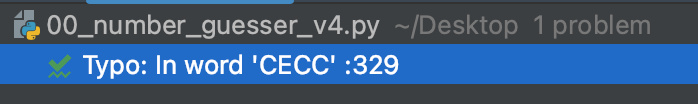 00_number_guesser_v4.py ~/Desktop 1 problem
Typo: In word 'CECC' :329